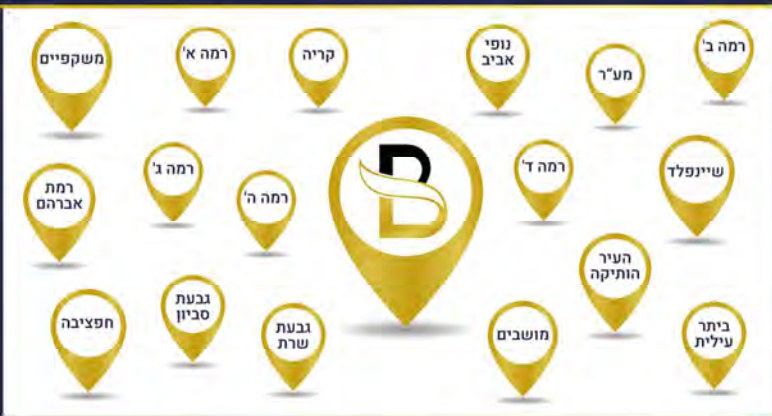 רמה ב'
מע"ר
נופי
אביב
קריה
רמה א'
משקפיים
שיינפלד
רמה ד'
B
רמה ה'
רמה ג'
רמת
אברהם
ביתר
עילית
העיר
הותיקה
מושבים
גבעת
שרת
גבעת
סביון
חפציבה